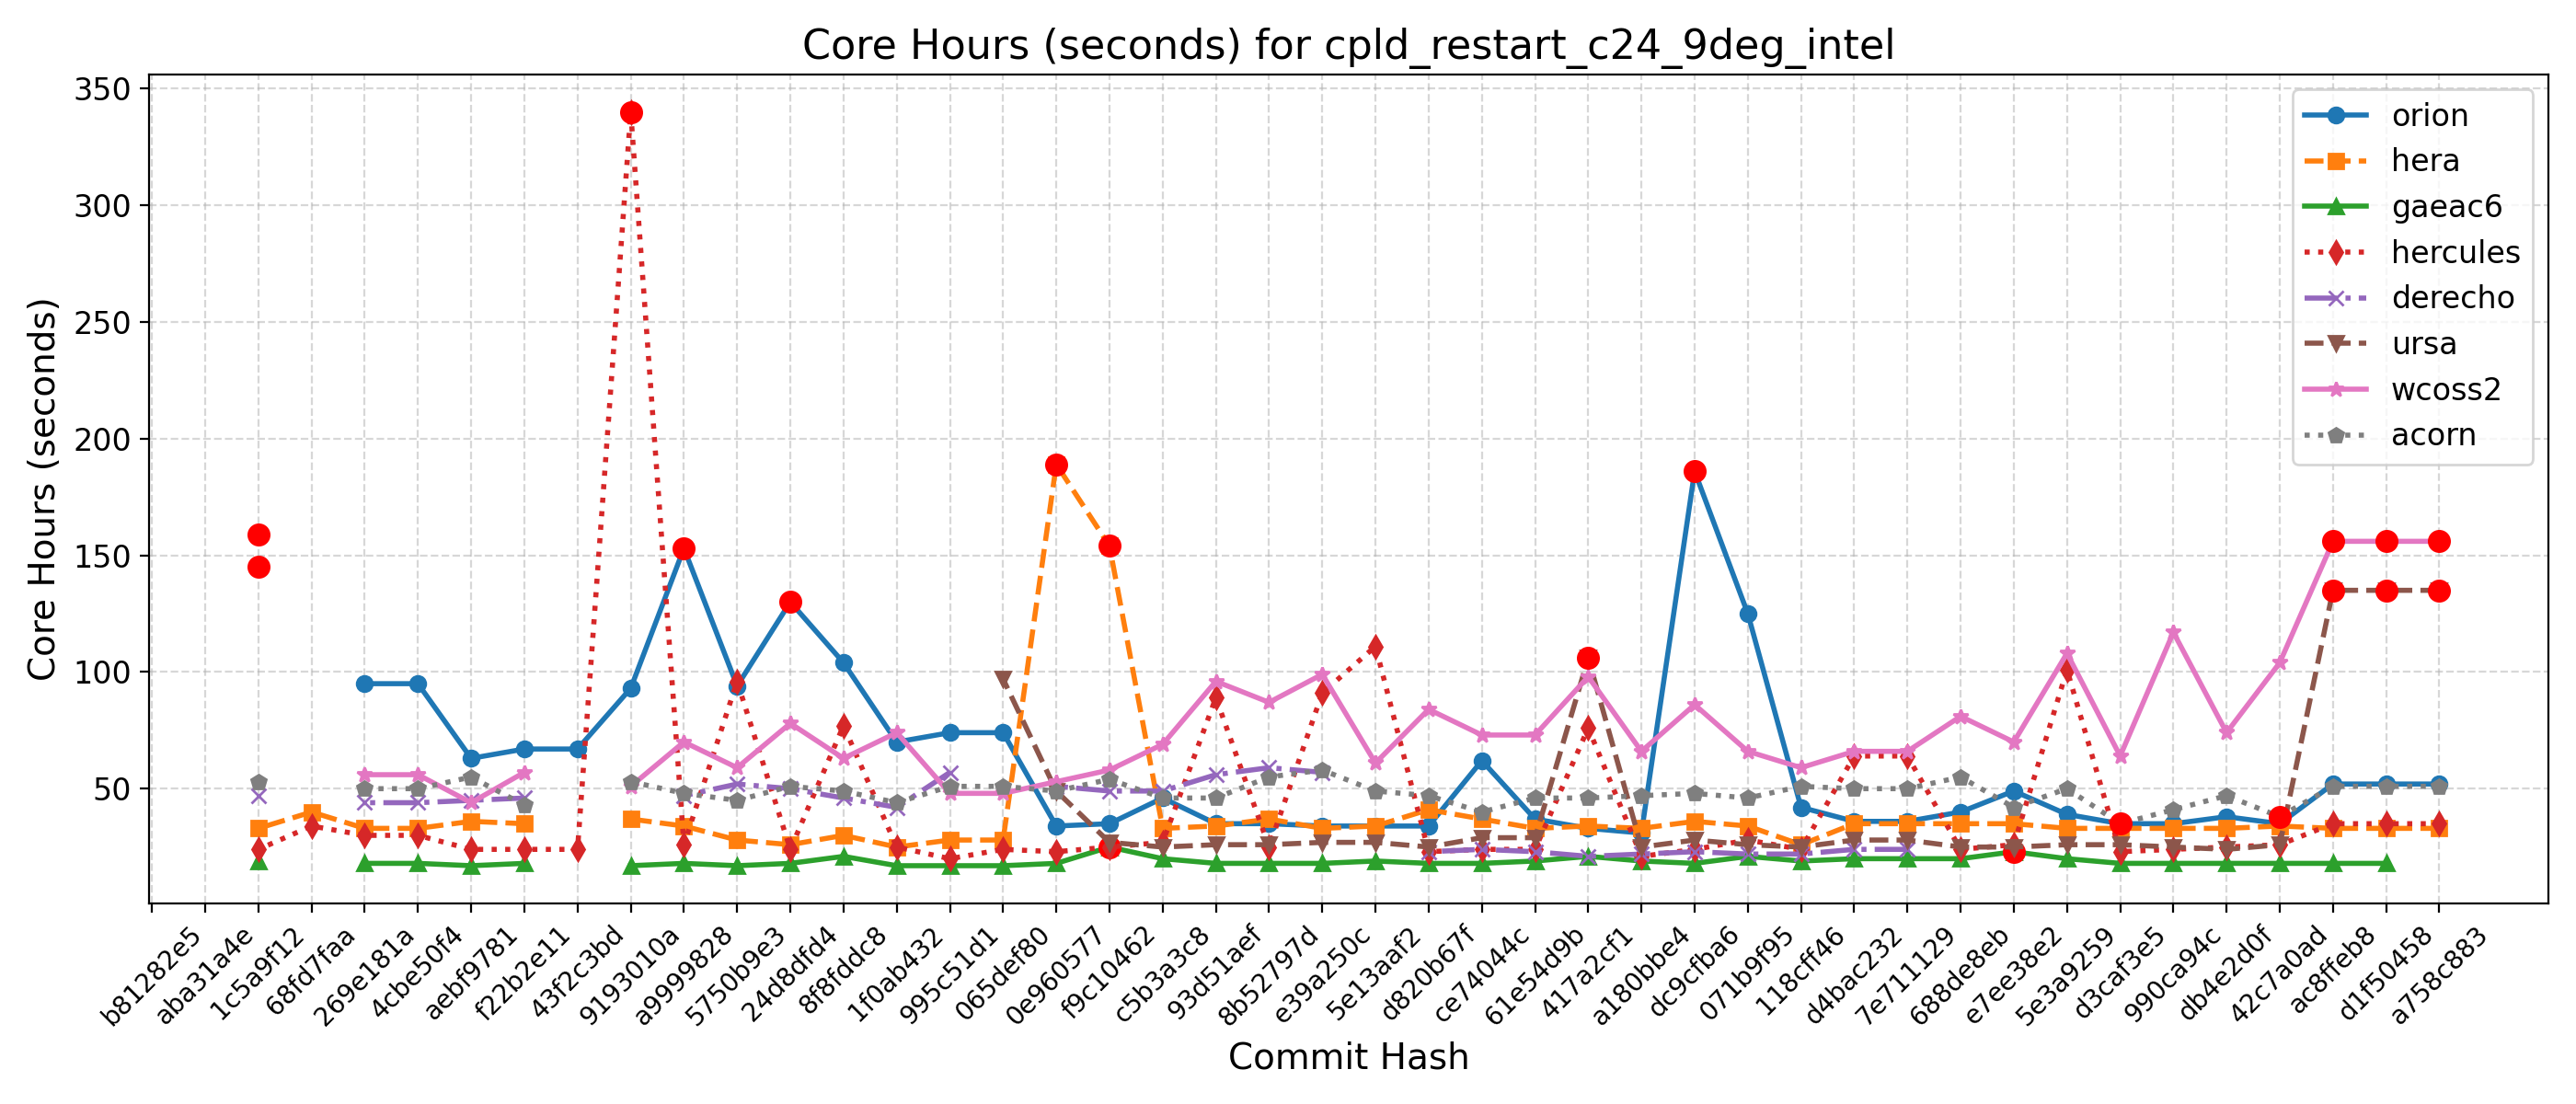 Core Hours (seconds) for cpld_restart_c24_9deg_intel
Core Hours (seconds)
350
300
250
200
150
100
50
orion
hera
gaeac6
hercules
derecho
ursa
wcoss2
acorn
b81282e5
aba31a4e
1c5a9f12
68fd7faa
269e181a
4cbe50f4
aebf9781
f22b2e11
43f2c3bd
9193010a
a9999828
5750b9e3
24d8dfd4
8f8fddc8
1f0ab432
995c51d1
065def80
0e960577
f9c10462
c5b3a3c8
93d51aef
8b52797d
e39a250c
5e13aaf2
d820b67f
ce74044c
61e54d9b
417a2cf1
a180bbe4
dc9cfba6
071b9f95
118cff46
d4bac232
7e711129
688de8eb
e7ee38e2
5e3a9259
d3caf3e5
990ca94c
db4e2d0f
42c7a0ad
ac8ffeb8
d1f50458
a758c883
Commit Hash